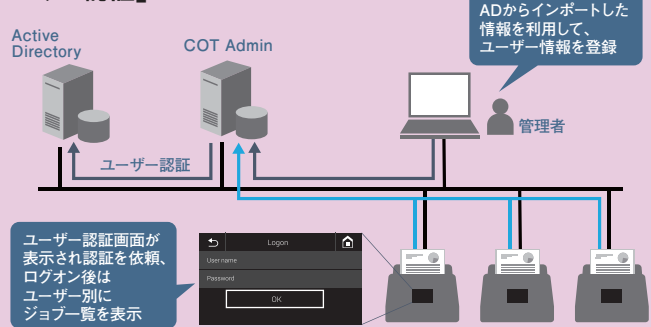 Active
Directory
COT Admin
ADからインポートした
情報を利用して、
ユーザー情報を登録
管理者
ユーザー認証
ユーザー認証画面が
表示され認証を依頼、
ログオン後は
ユーザー別に
ジョブ一覧を表示
Logon
User name
Password
OK